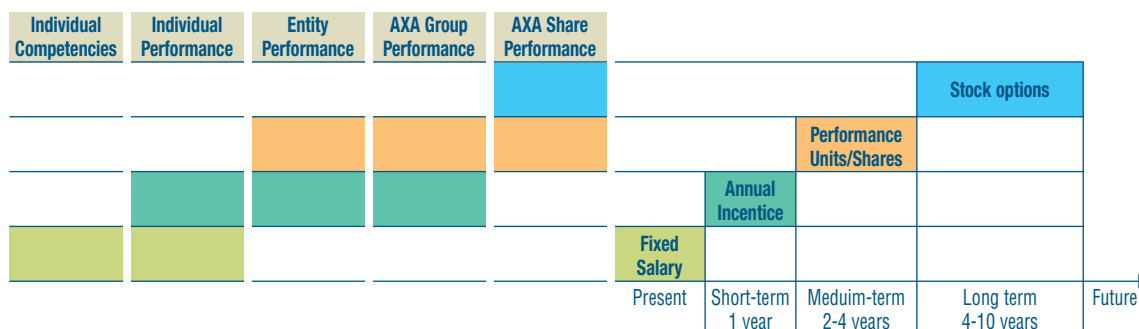 Individual
Competencies
Individual
Performance
Entity
Performance
AXA Group
Performance
AXA Share
Performance
Stock options
Performance
Units/Shares
Annual
Incentice
Fixed
Salary
Present
Short-term
1 year
Meduim-term
2-4 years
Long term
4-10 years
Future